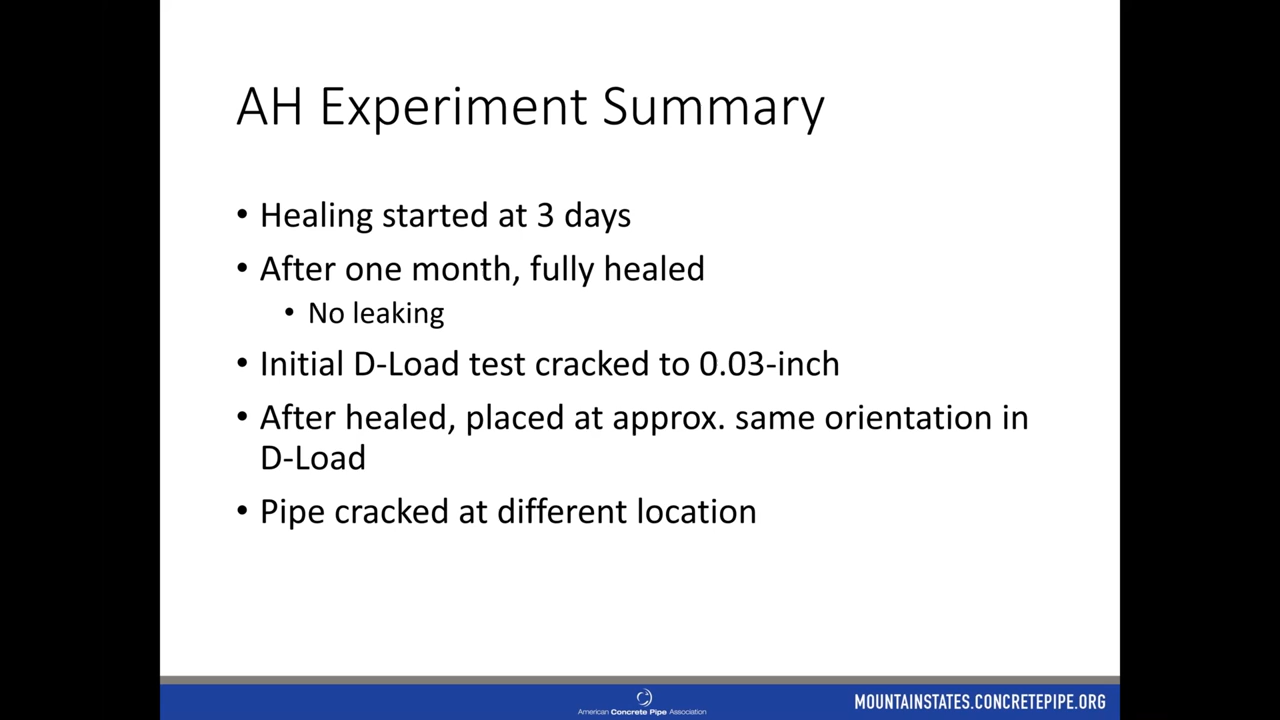 AH Experiment Summary
• Healing started at 3 days
• After one month, fully healed
• No leaking
• Initial D-Load test cracked to 0.03-inch
• After healed, placed at approx. same orientation in
D-Load
• Pipe cracked at different location
American Concrete Pipe Association
MOUNTAINSTATES.CONCRETEPIPE.ORG